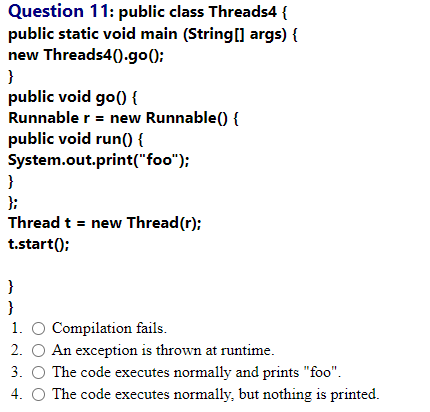 Question 11: public class Threads4 {
public static void main (String[] args) {
new Threads4().go();
}
public void go() {
Runnable r = new Runnable() {
public void run() {
System.out.print("foo");
}
};
Thread t = new Thread(r);
t.start();
}
}
1. Compilation fails.
2. An exception is thrown at runtime.
3. The code executes normally and prints "foo".
4. The code executes normally, but nothing is printed.